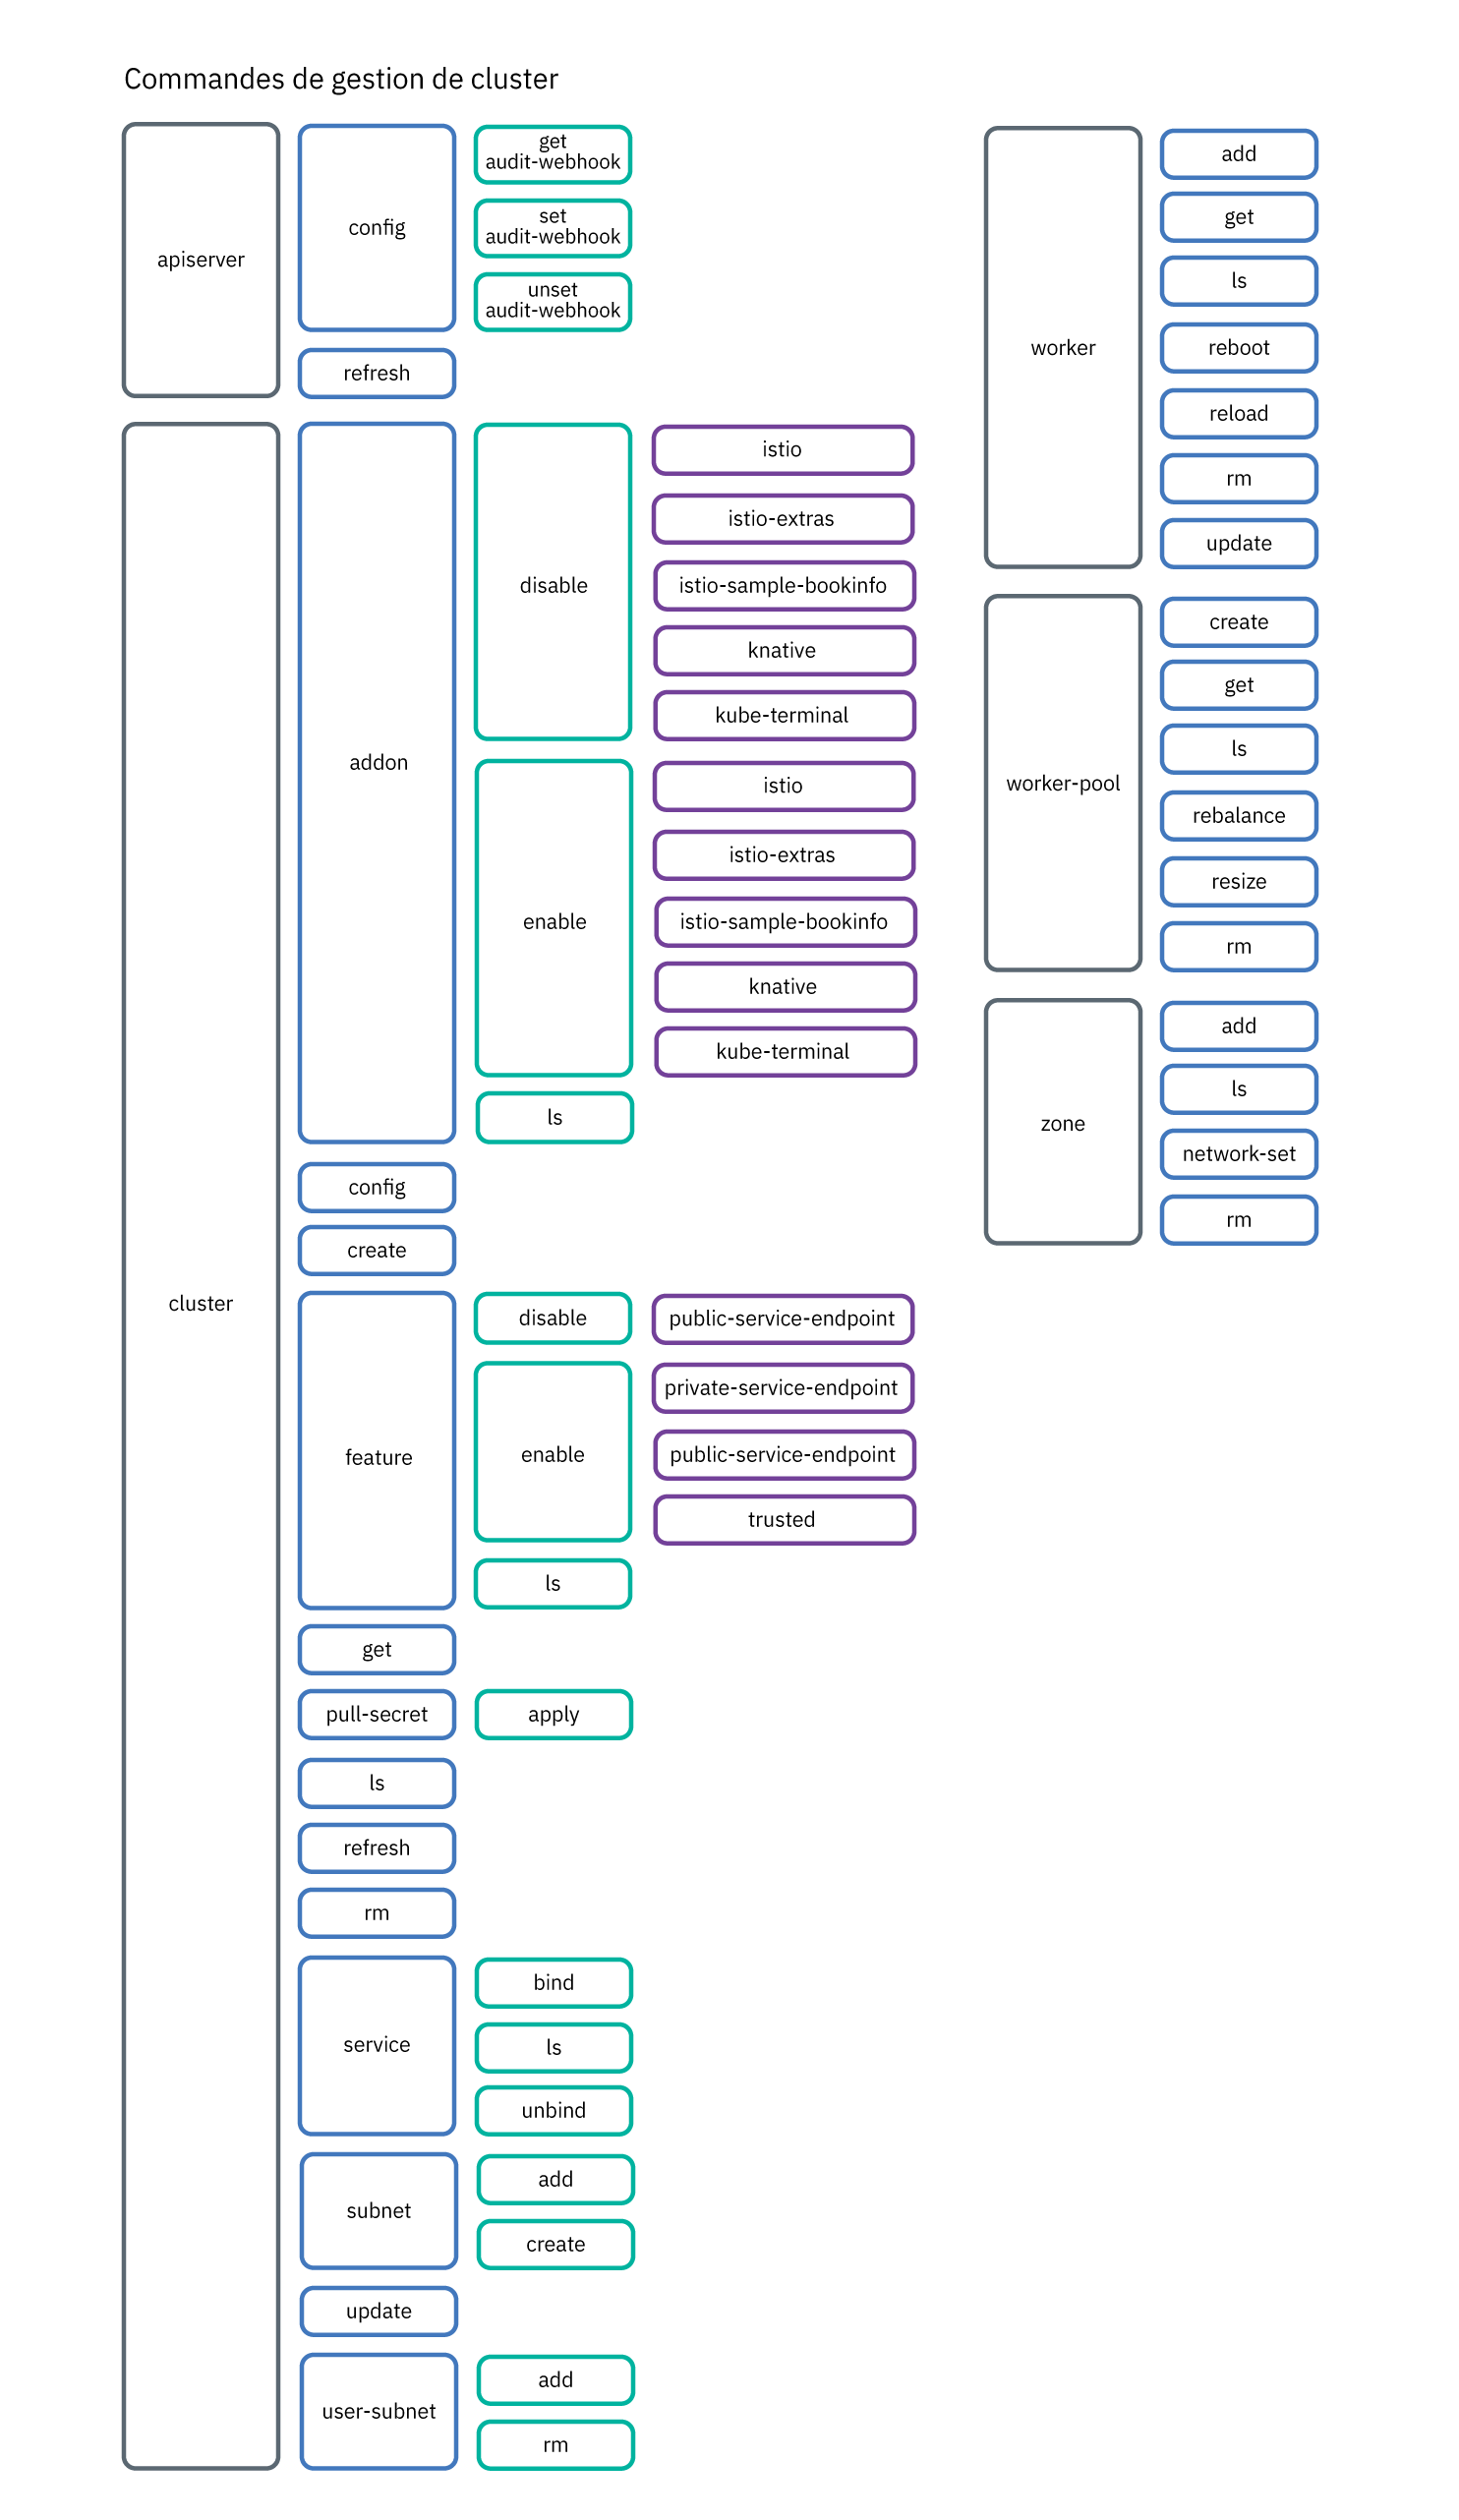 Commandes de gestion de cluster
apiserver
config
get
audit-webhook
set
audit-webhook
unset
audit-webhook
refresh
cluster
addon
disable
istio
istio-extras
istio-sample-bookinfo
knative
kube-terminal
enable
istio
istio-extras
istio-sample-bookinfo
knative
kube-terminal
ls
config
create
feature
disable
public-service-endpoint
enable
private-service-endpoint
public-service-endpoint
trusted
ls
get
pull-secret
apply
ls
refresh
rm
service
bind
ls
unbind
subnet
add
create
update
user-subnet
add
rm
worker
add
get
ls
reboot
reload
rm
update
worker-pool
create
get
ls
rebalance
resize
rm
zone
add
ls
network-set
rm